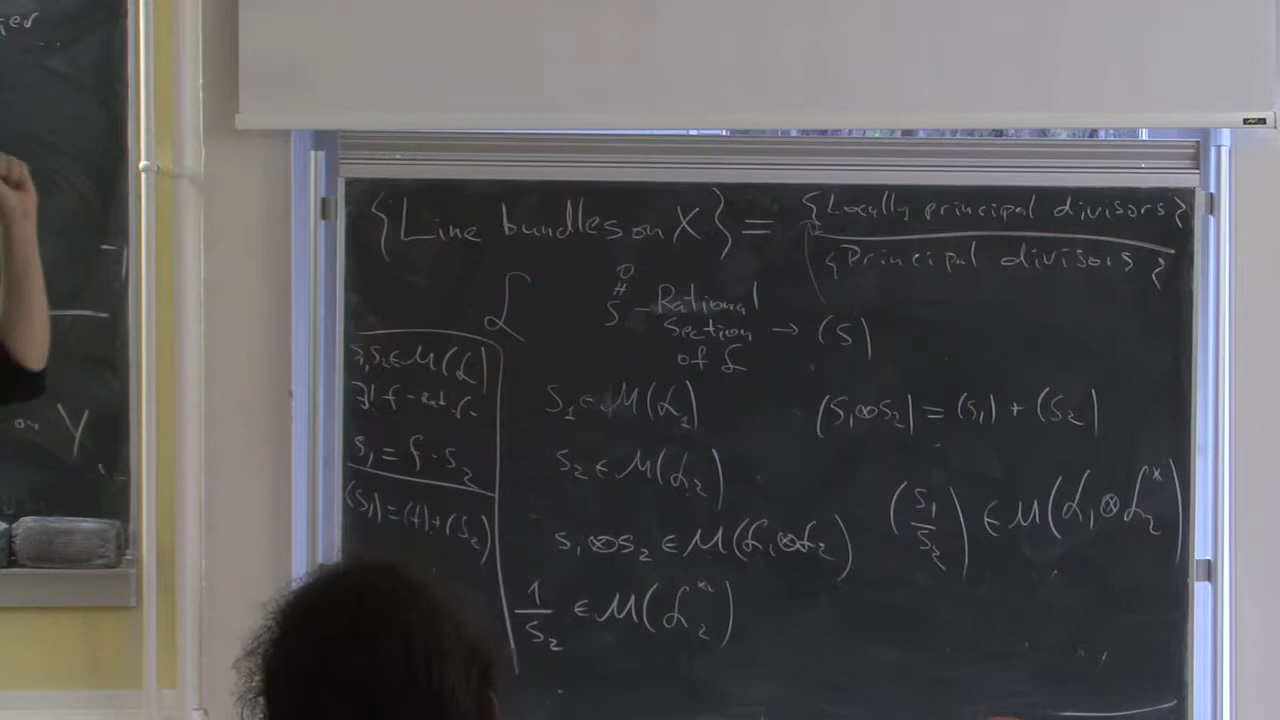 {Line bundles on X} = {Locally principal divisors} / {Principal divisors}
ℒ 0 ≠ s – Rational section of ℒ → (s)
s₁,s₂ ∈ M(ℒ)
∃! f – rat. f.
s₁ = f · s₂
(s₁) = (f) + (s₂)
s₁ ∈ M(ℒ₁)
(s₁⊗s₂) = (s₁) + (s₂)
s₂ ∈ M(ℒ₂)
s₁⊗s₂ ∈ M(ℒ₁⊗ℒ₂)
(s₁/s₂) ∈ M(ℒ₁⊗ℒ₂*)
1/s₂ ∈ M(ℒ₂*)
on Y